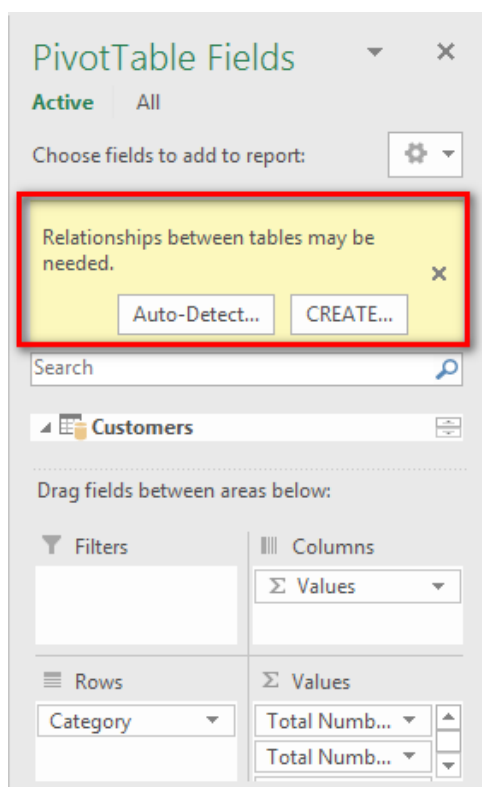 PivotTable Fields
Active All
Choose fields to add to report:
Relationships between tables may be
needed.
Auto-Detect... CREATE...
Search
Customers
Drag fields between areas below:
Filters
Columns
Σ Values
Rows
Category
Σ Values
Total Numb...
Total Numb...